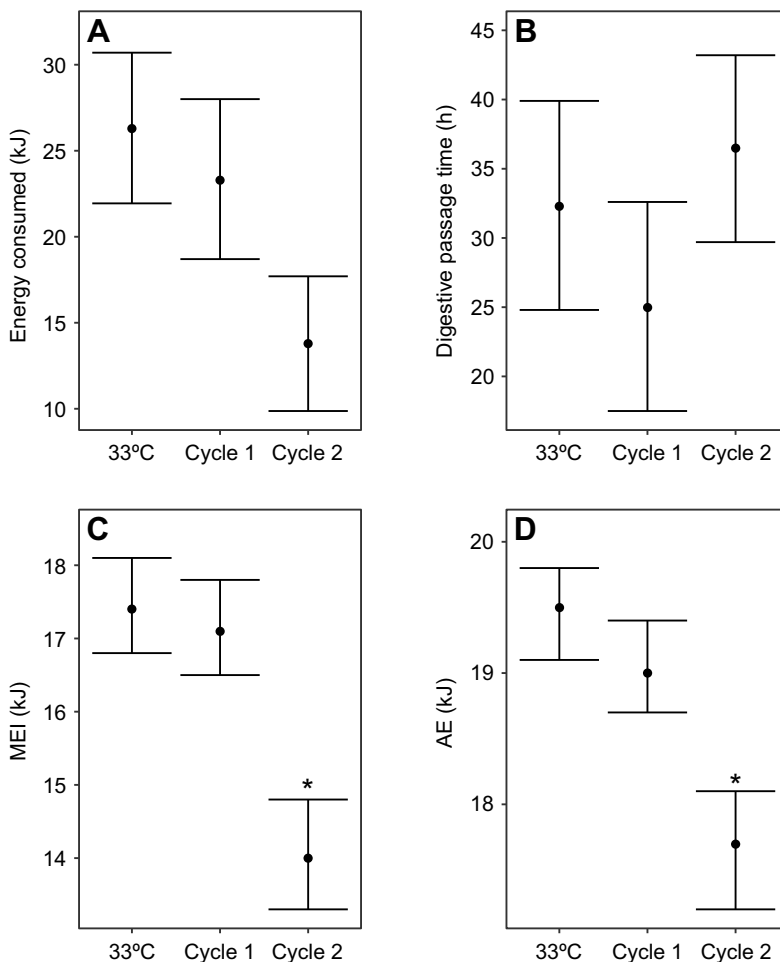 A
Energy consumed (kJ)
30
25
20
15
10
33ºC Cycle 1 Cycle 2
B
Digestive passage time (h)
45
40
35
30
25
20
33ºC Cycle 1 Cycle 2
C
MEI (kJ)
18
17
16
15
14
*
33ºC Cycle 1 Cycle 2
D
AE (kJ)
20
19
18
*
33ºC Cycle 1 Cycle 2